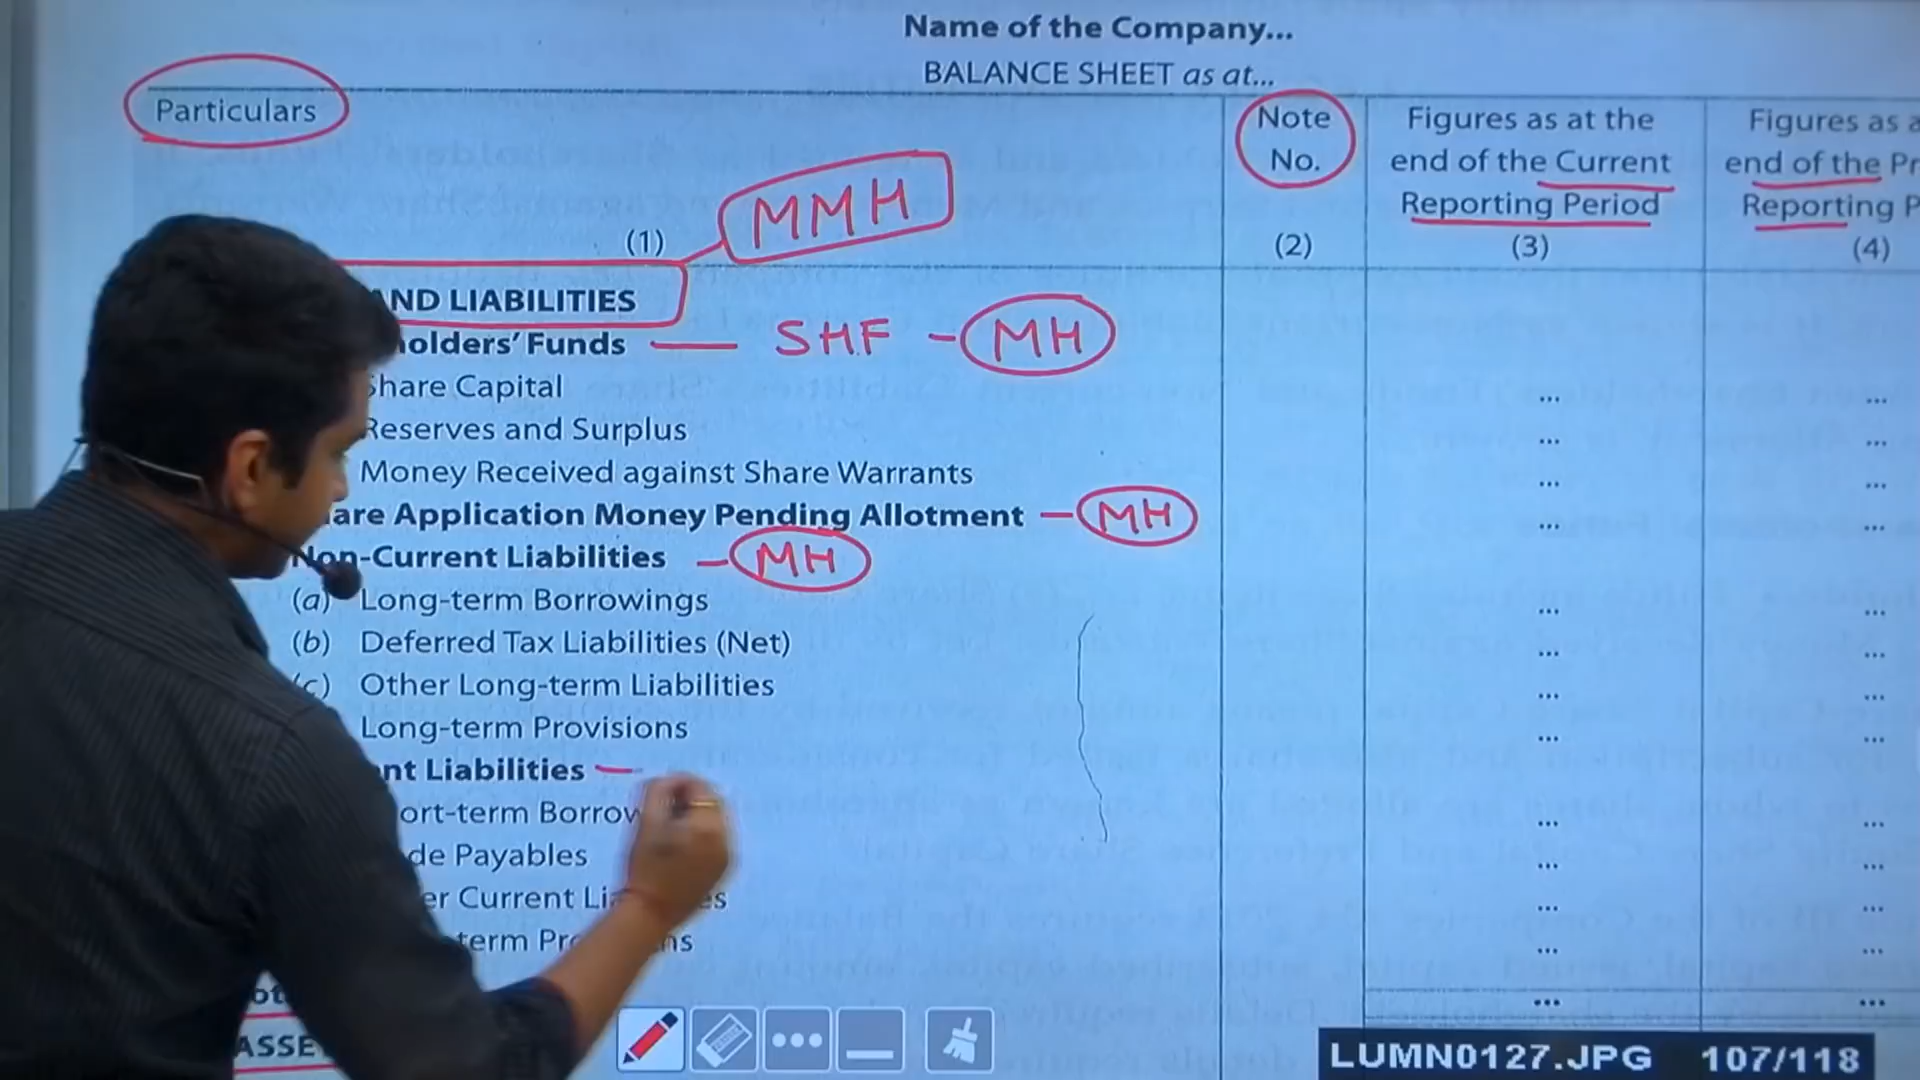 Name of the Company...
BALANCE SHEET as at...
Particulars
Note
No.
Figures as at the
end of the Current
Reporting Period
Figures as a
end of the Pr
Reporting P
MMH
(1)
(2)
(3)
(4)
AND LIABILITIES
holders' Funds SHF - MH
Share Capital ... ...
Reserves and Surplus ... ...
Money Received against Share Warrants ... ...
are Application Money Pending Allotment - MH ... ...
Non-Current Liabilities - MH
(a) Long-term Borrowings ... ...
(b) Deferred Tax Liabilities (Net) ... ...
(c) Other Long-term Liabilities ... ...
Long-term Provisions ... ...
nt Liabilities -
ort-term Borrow ... ...
de Payables ... ...
er Current Li es ... ...
term Pr ns ... ...
ot ... ...
ASSE
LUMN0127.JPG 107/118